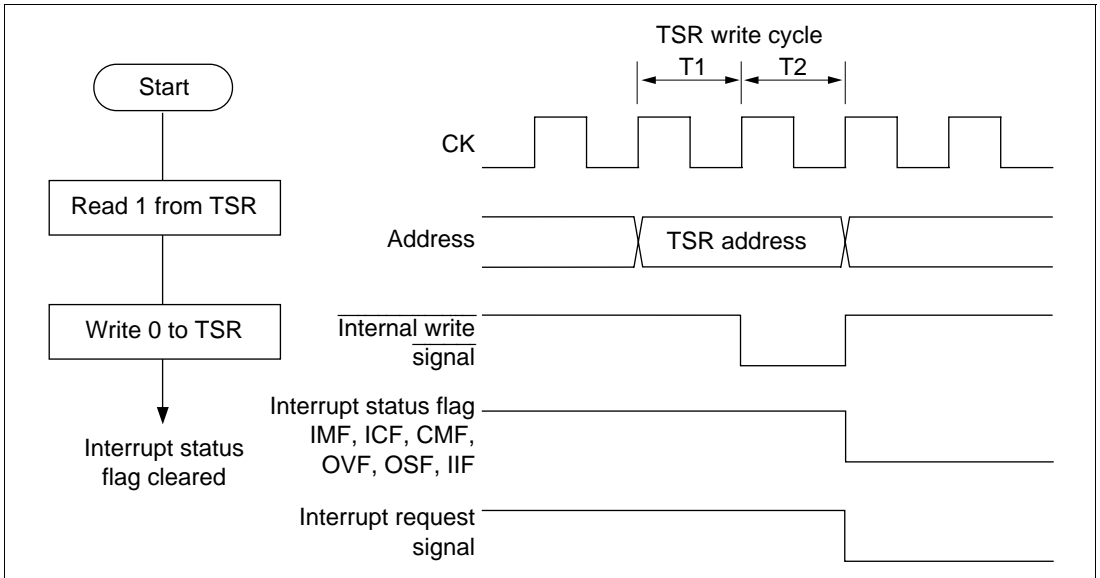 Start
Read 1 from TSR
Write 0 to TSR
Interrupt status
flag cleared
TSR write cycle
T1 T2
CK
Address
TSR address
Internal write
signal
Interrupt status flag
IMF, ICF, CMF,
OVF, OSF, IIF
Interrupt request
signal